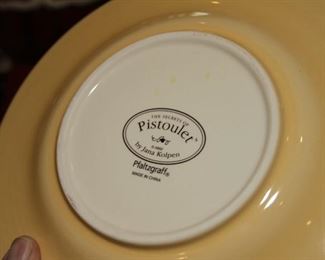 THE SECRETS OF
Pistoulet
by Jana Kolpen
Pfaltzgraff®
MADE IN CHINA